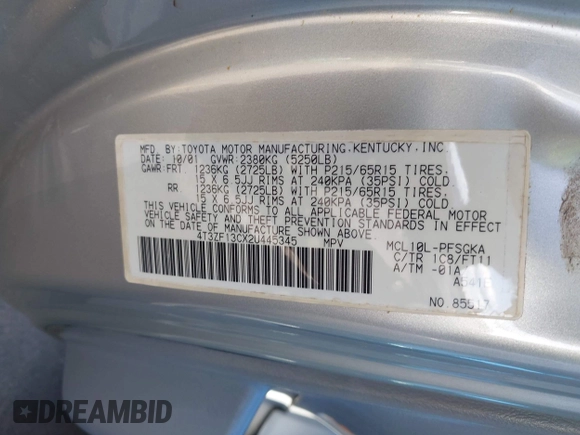 MFD. BY: TOYOTA MOTOR MANUFACTURING, KENTUCKY, INC.
DATE: 10/01 GVWR: 2380KG (5250LB)
GAWR: FRT. 1236KG (2725LB) WITH P215/65R15 TIRES.
15 X 6.5JJ RIMS AT 240KPA (35PSI) COLD.
RR 1236KG (2725LB) WITH P215/65R15 TIRES.
15 X 6.5JJ RIMS AT 240KPA (35PSI) COLD.
THIS VEHICLE CONFORMS TO ALL APPLICABLE FEDERAL MOTOR
VEHICLE SAFETY AND THEFT PREVENTION STANDARDS IN EFFECT
ON THE DATE OF MANUFACTURE SHOWN ABOVE.
4T3ZF13CX2U445345 MPV
MCL10L-PFSGKA
C/TR 1C8/FT11
A/TM -01A
NO. 85517
DREAMBID